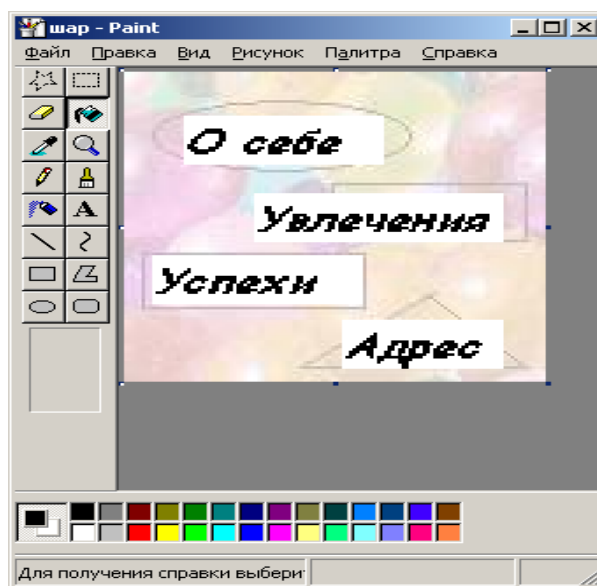 шар - Paint
Файл Правка Вид Рисунок Палитра Справка
A
О себе
Увлечения
Успехи
Адрес
Для получения справки выбери